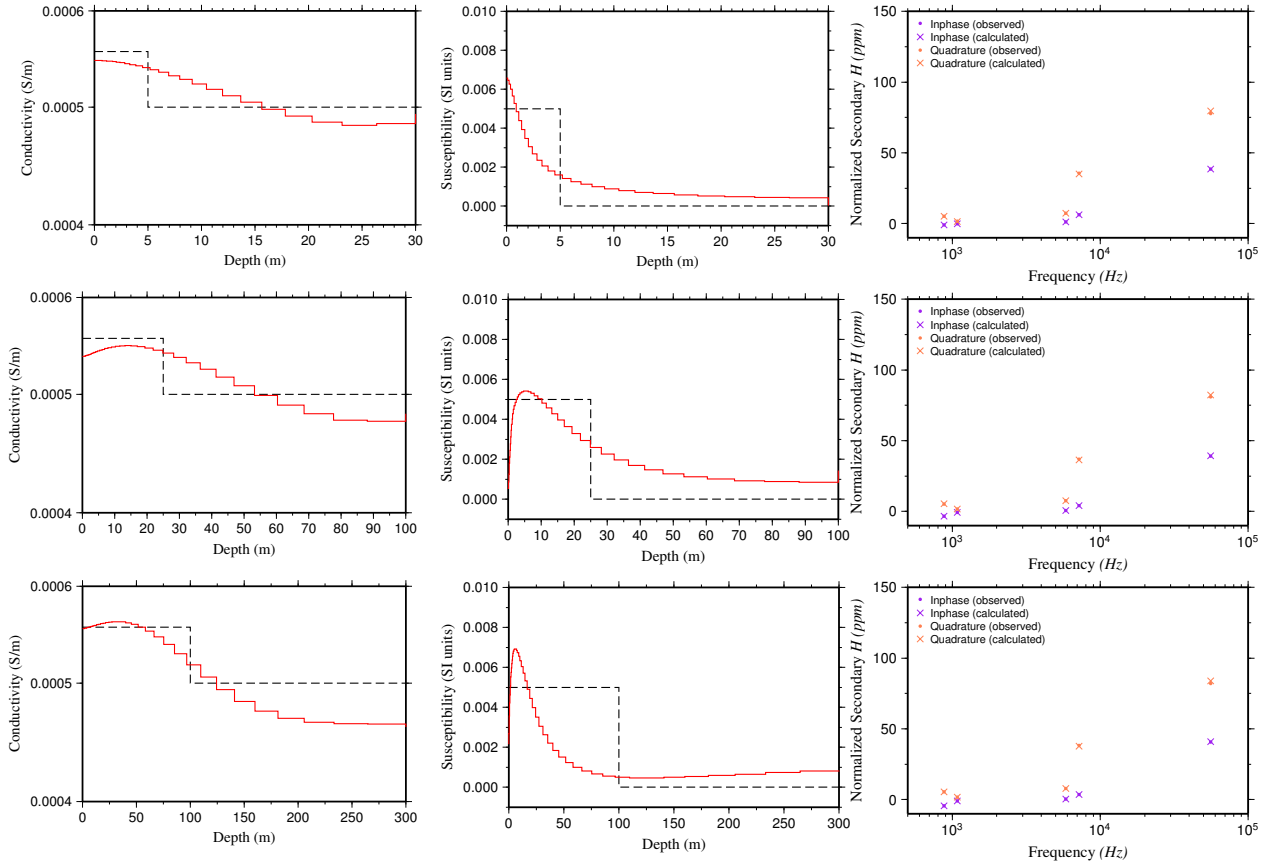 0.0006
0.0005
0.0004
Conductivity (S/m)
0 5 10 15 20 25 30
Depth (m)
0.010
0.008
0.006
0.004
0.002
0.000
Susceptibility (SI units)
0 5 10 15 20 25 30
Depth (m)
150
100
50
0
Normalized Secondary H (ppm)
Inphase (observed)
Inphase (calculated)
Quadrature (observed)
Quadrature (calculated)
10^3 10^4 10^5
Frequency (Hz)
0.0006
0.0005
0.0004
Conductivity (S/m)
0 10 20 30 40 50 60 70 80 90 100
Depth (m)
0.010
0.008
0.006
0.004
0.002
0.000
Susceptibility (SI units)
0 10 20 30 40 50 60 70 80 90 100
Depth (m)
150
100
50
0
Normalized Secondary H (ppm)
Inphase (observed)
Inphase (calculated)
Quadrature (observed)
Quadrature (calculated)
10^3 10^4 10^5
Frequency (Hz)
0.0006
0.0005
0.0004
Conductivity (S/m)
0 100 200 300
Depth (m)
0.010
0.008
0.006
0.004
0.002
0.000
Susceptibility (SI units)
0 50 100 150 200 250 300
Depth (m)
150
100
50
0
Normalized Secondary H (ppm)
Inphase (observed)
Inphase (calculated)
Quadrature (observed)
Quadrature (calculated)
10^3 10^4 10^5
Frequency (Hz)